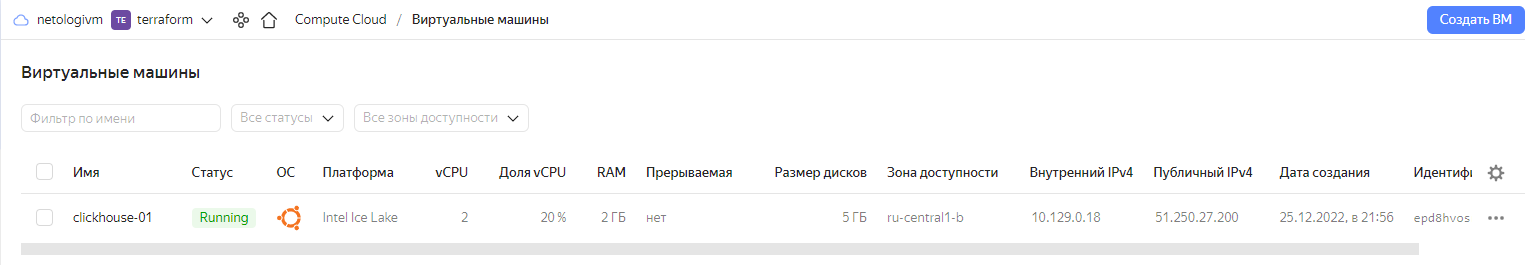 netologivm TE terraform Compute Cloud / Виртуальные машины Создать ВМ
Виртуальные машины
Фильтр по имени Все статусы Все зоны доступности
Имя Статус ОС Платформа vCPU Доля vCPU RAM Прерываемая Размер дисков Зона доступности Внутренний IPv4 Публичный IPv4 Дата создания Идентифи
clickhouse-01 Running Intel Ice Lake 2 20 % 2 ГБ нет 5 ГБ ru-central1-b 10.129.0.18 51.250.27.200 25.12.2022, в 21:56 epd8hvos